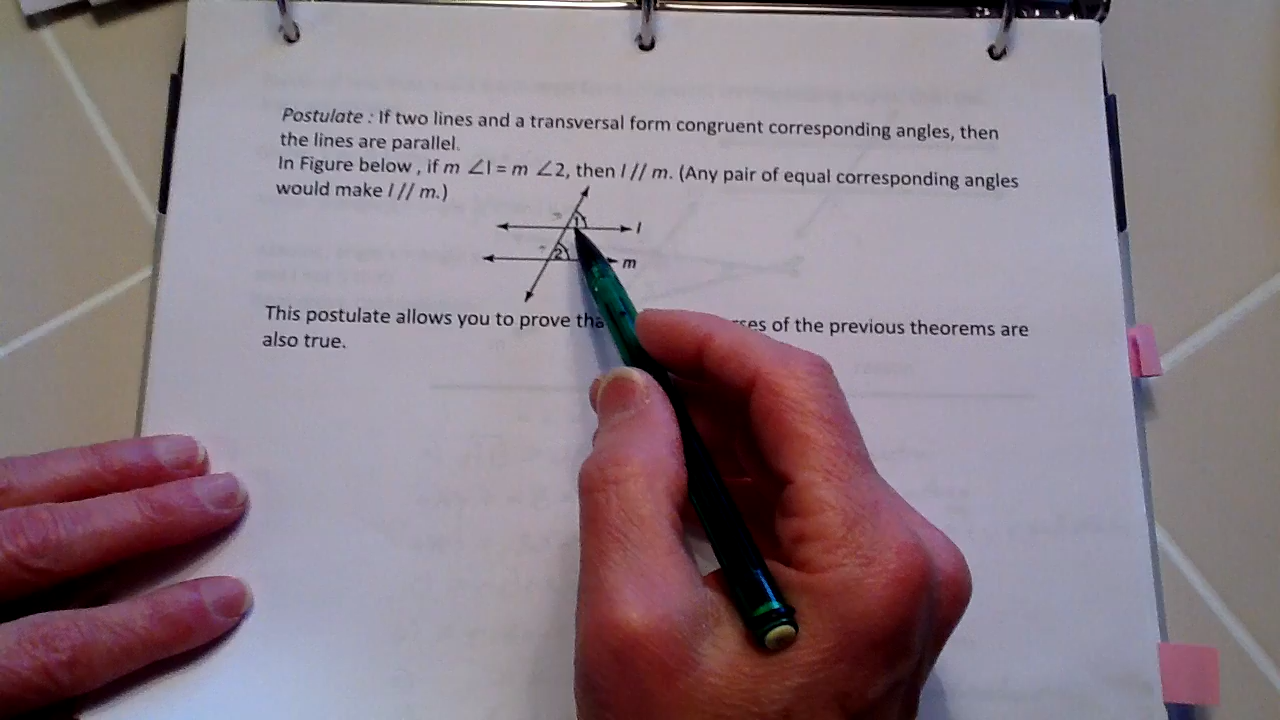 Postulate : If two lines and a transversal form congruent corresponding angles, then
the lines are parallel.
In Figure below , if m ∠1 = m ∠2, then l // m. (Any pair of equal corresponding angles
would make l // m.)
1
l
2
m
This postulate allows you to prove of the previous theorems are
also true.